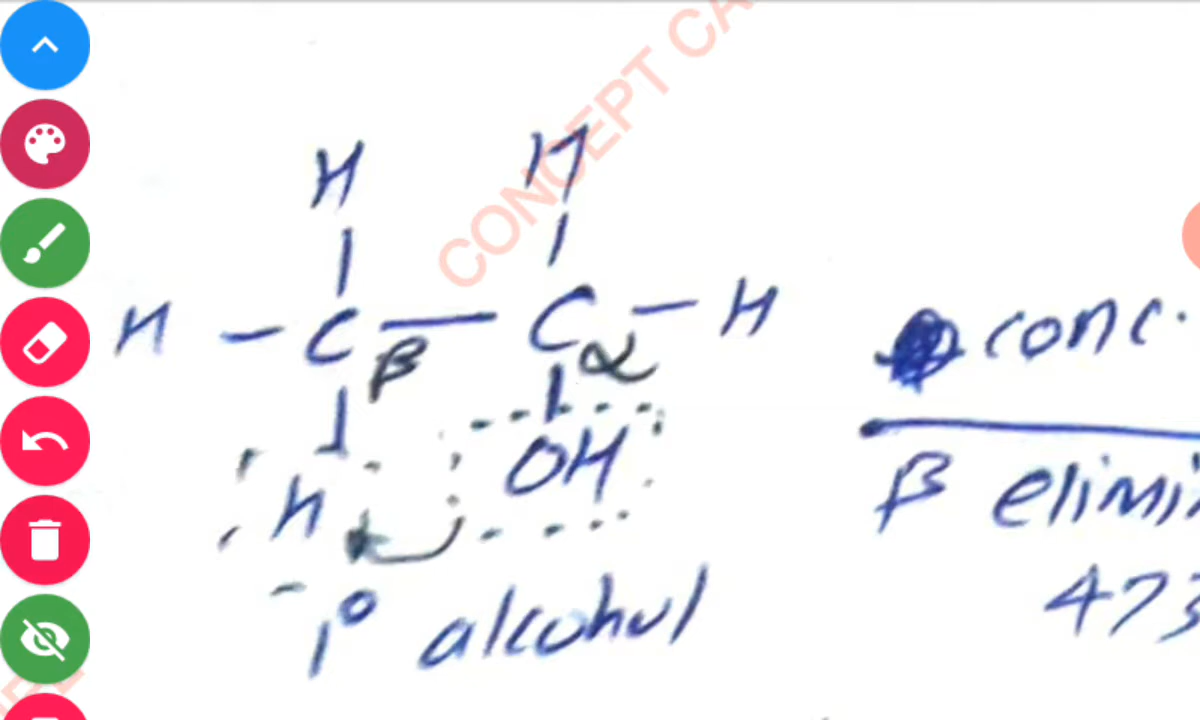 CONCEPT CA
H H
H - C - C - H
β α
H OH
1° alcohol
conc.
β elimi
473